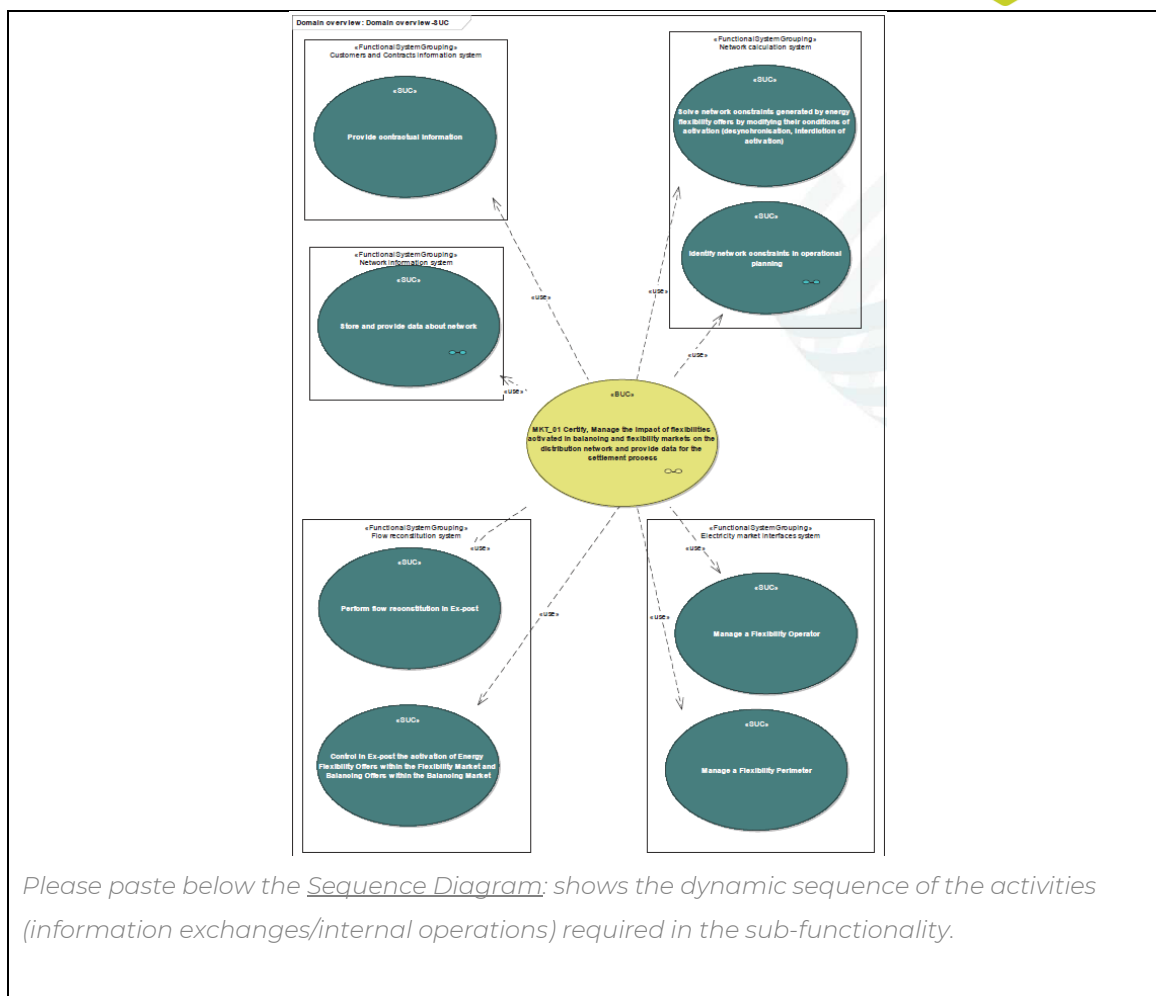 Domain overview: Domain overview-SUC
«FunctionalSystemGrouping»
Customers and Contracts information system
«SUC»
Provide contractual information
«FunctionalSystemGrouping»
Network calculation system
«SUC»
Solve network constraints generated by energy
flexibility offers by modifying their conditions of
activation (desynchronisation, interdiction of
activation)
«SUC»
Identify network constraints in operational
planning
«FunctionalSystemGrouping»
Network information system
«SUC»
Store and provide data about network
«use»
«use»
«use»
«use»
«BUC»
MKT_01 Certify, Manage the impact of flexibilities
activated in balancing and flexibility markets on the
distribution network and provide data for the
settlement process
«FunctionalSystemGrouping»
Flow reconstitution system
«use»
«SUC»
Perform flow reconstitution in Ex-post
«use»
«SUC»
Control in Ex-post the activation of Energy
Flexibility Offers within the Flexibility Market and
Balancing Offers within the Balancing Market
«FunctionalSystemGrouping»
Electricity market interfaces system
«use»
«SUC»
Manage a Flexibility Operator
«use»
«SUC»
Manage a Flexibility Perimeter
Please paste below the Sequence Diagram: shows the dynamic sequence of the activities
(information exchanges/internal operations) required in the sub-functionality.